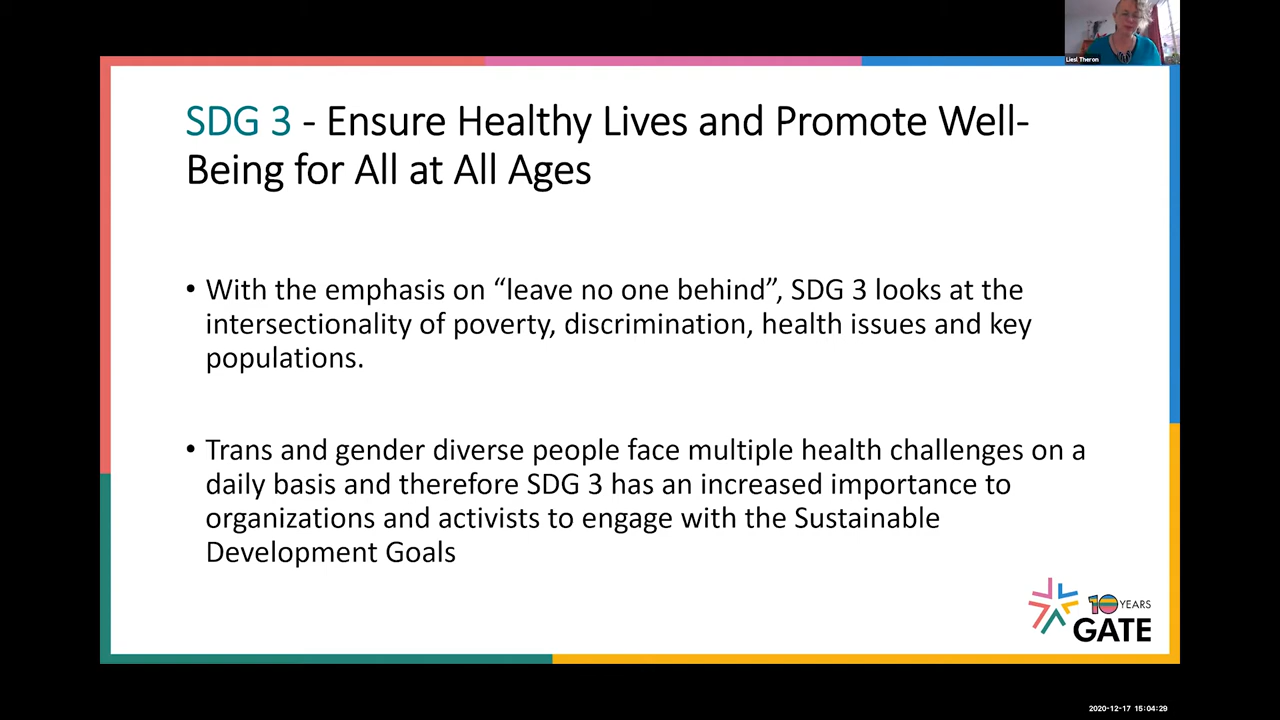 Liesl Theron
SDG 3 - Ensure Healthy Lives and Promote Well-
Being for All at All Ages
• With the emphasis on “leave no one behind”, SDG 3 looks at the
intersectionality of poverty, discrimination, health issues and key
populations.
• Trans and gender diverse people face multiple health challenges on a
daily basis and therefore SDG 3 has an increased importance to
organizations and activists to engage with the Sustainable
Development Goals
10 YEARS
GATE
2020-12-17 15:04:29